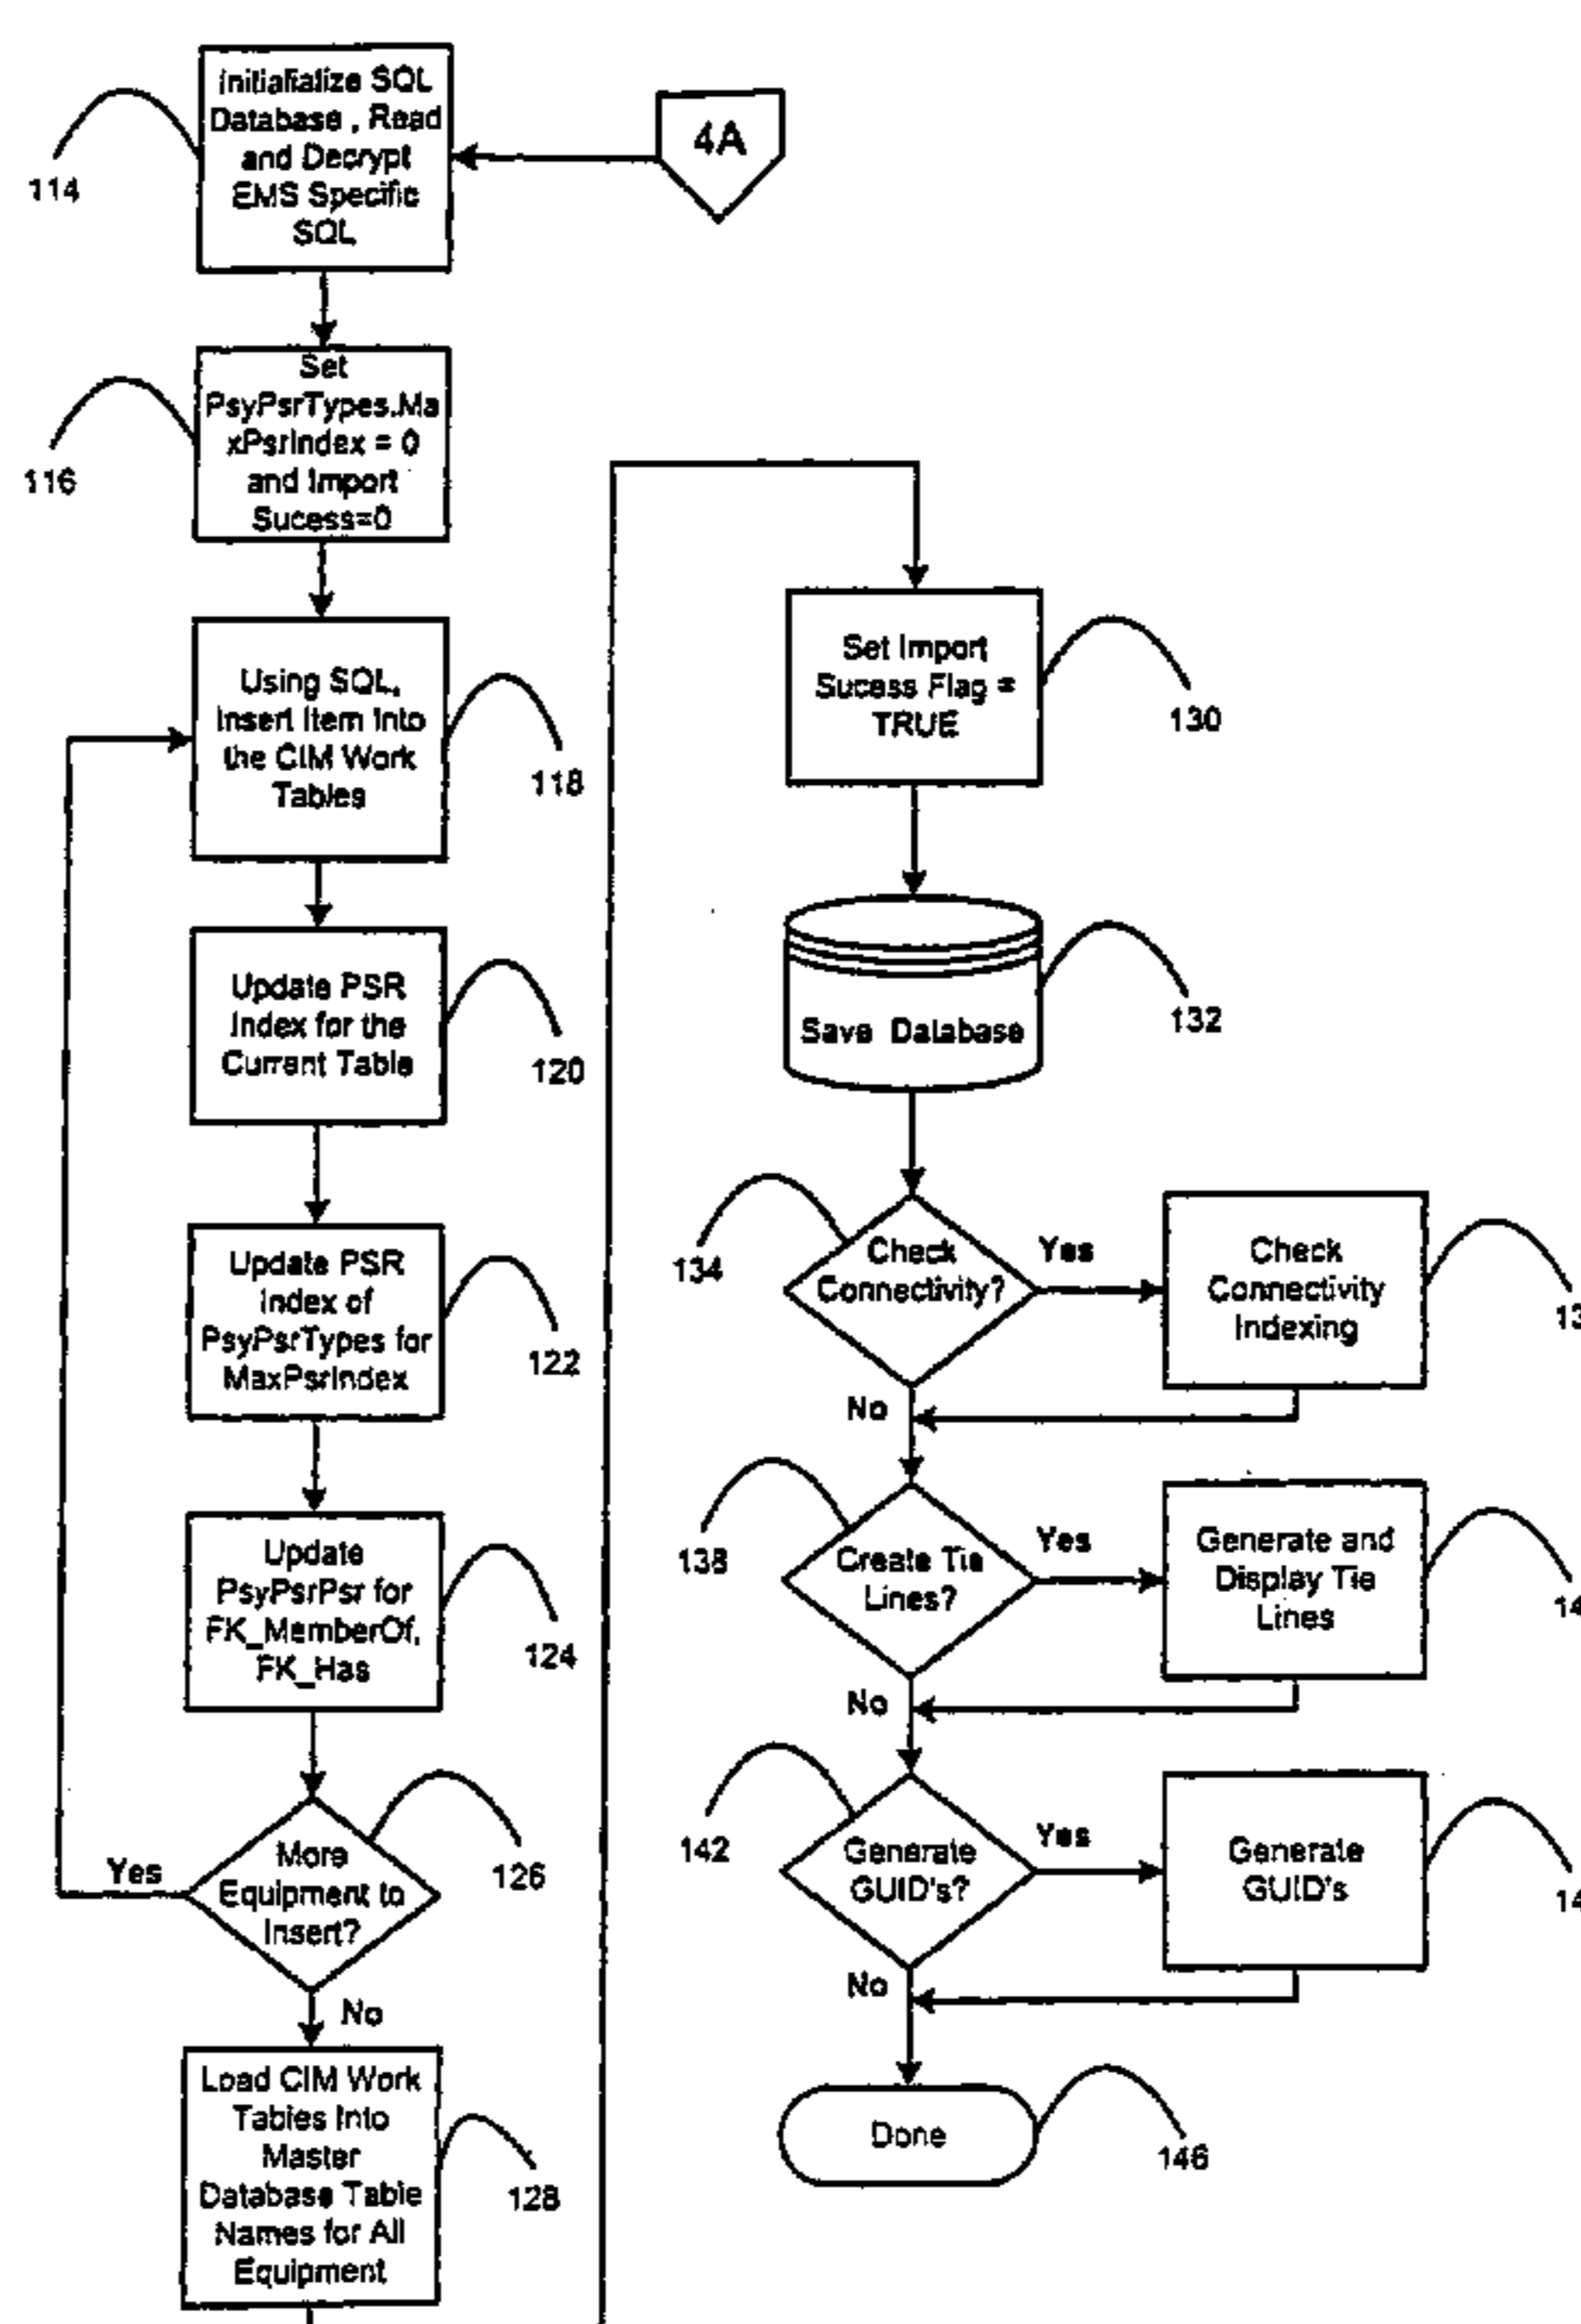 Initialialize SQL
Database , Read
and Decrypt
EMS Specific
SQL
114
4A
Set
PsyPsrTypes.Ma
xPsrIndex = 0
and Import
Sucess=0
116
Using SQL,
Insert Item Into
the CIM Work
Tables
118
Update PSR
Index for the
Current Table
120
Update PSR
Index of
PsyPsrTypes for
MaxPsrIndex
122
Update
PsyPsrPsr for
FK_MemberOf,
FK_Has
124
More
Equipment to
Insert?
126
Yes
No
Load CIM Work
Tables Into
Master
Database Table
Names for All
Equipment
128
Set Import
Sucess Flag =
TRUE
130
Save Database
132
Check
Connectivity?
134
Yes
Check
Connectivity
Indexing
13
No
Create Tie
Lines?
138
Yes
Generate and
Display Tie
Lines
14
No
Generate
GUID's?
142
Yes
Generate
GUID's
14
No
Done
146